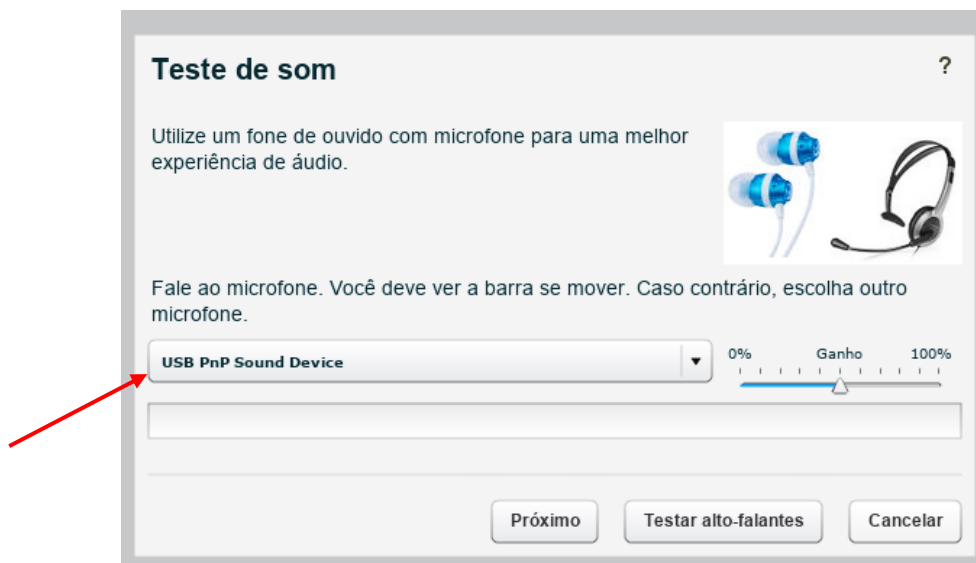 Teste de som
?
Utilize um fone de ouvido com microfone para uma melhor
experiência de áudio.
Fale ao microfone. Você deve ver a barra se mover. Caso contrário, escolha outro
microfone.
USB PnP Sound Device
0% Ganho 100%
Próximo
Testar alto-falantes
Cancelar